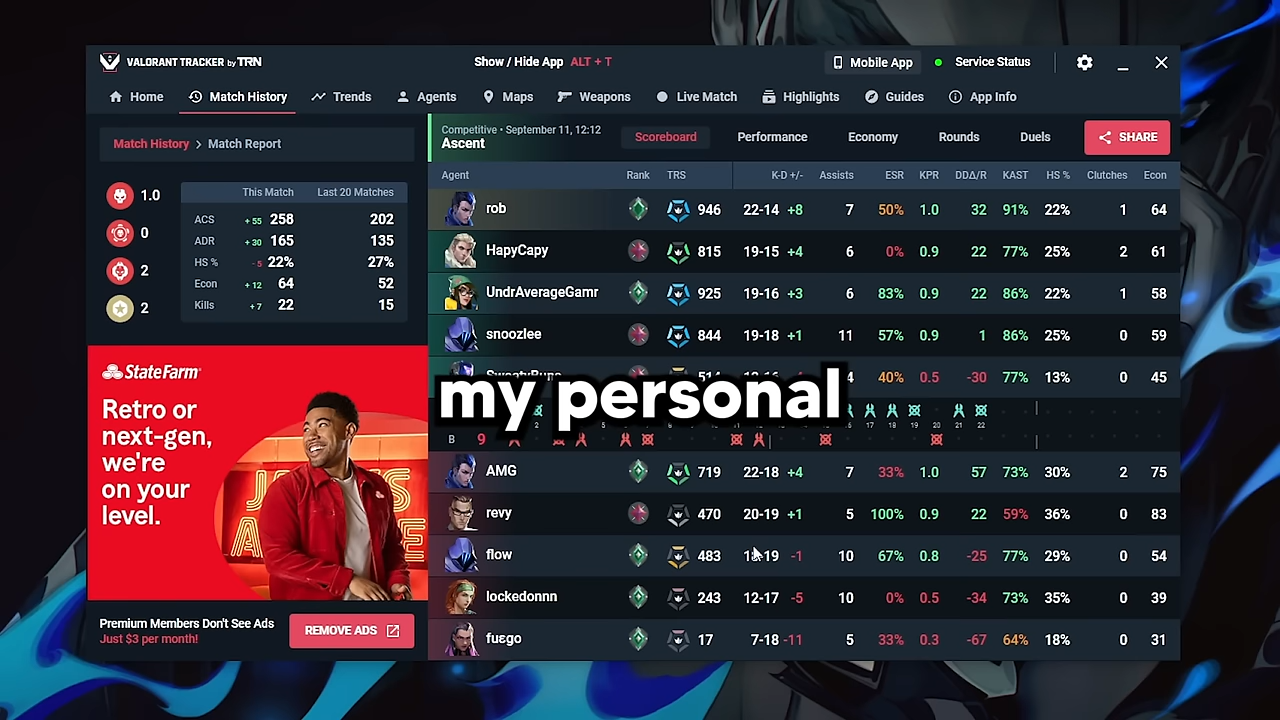 VALORANT TRACKER by TRN Show / Hide App ALT + T Mobile App Service Status
Home Match History Trends Agents Maps Weapons Live Match Highlights Guides App Info
Match History > Match Report
Competitive • September 11, 12:12
Ascent
Scoreboard Performance Economy Rounds Duels SHARE
1.0
0
2
2
This Match Last 20 Matches
ACS + 55 258 202
ADR + 30 165 135
HS % - 5 22% 27%
Econ + 12 64 52
Kills + 7 22 15
StateFarm
Retro or
next-gen,
we're
on your
level.
Premium Members Don't See Ads
Just $3 per month!
REMOVE ADS
Agent Rank TRS K-D +/- Assists ESR KPR DDΔ/R KAST HS % Clutches Econ
rob 946 22-14 +8 7 50% 1.0 32 91% 22% 1 64
HapyCapy 815 19-15 +4 6 0% 0.9 22 77% 25% 2 61
UndrAverageGamr 925 19-16 +3 6 83% 0.9 22 86% 22% 1 58
snoozlee 844 19-18 +1 11 57% 0.9 1 86% 25% 0 59
40% 0.5 -30 77% 13% 0 45
my personal
17 18 19 20 21 22
B 9
AMG 719 22-18 +4 7 33% 1.0 57 73% 30% 2 75
revy 470 20-19 +1 5 100% 0.9 22 59% 36% 0 83
flow 483 -19 -1 10 67% 0.8 -25 77% 29% 0 54
lockedonnn 243 12-17 -5 10 0% 0.5 -34 73% 35% 0 39
fusgo 17 7-18 -11 5 33% 0.3 -67 64% 18% 0 31